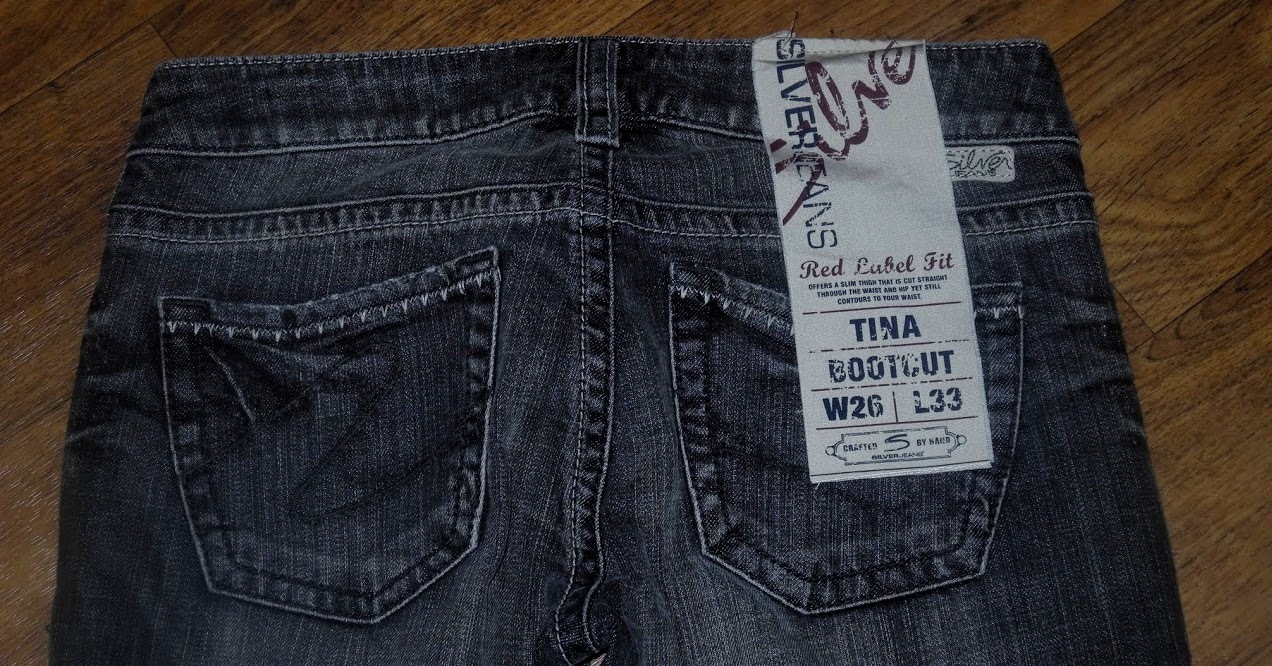 SILVER JEANS
Silver
JEANS
Red Label Fit
OFFERS A SLIM THIGH THAT IS CUT STRAIGHT
THROUGH THE WAIST AND HIP YET STILL
CONTOURS TO YOUR WAIST.
TINA
BOOTCUT
W26 L33
CRAFTED S BY HAND
SILVERJEANS